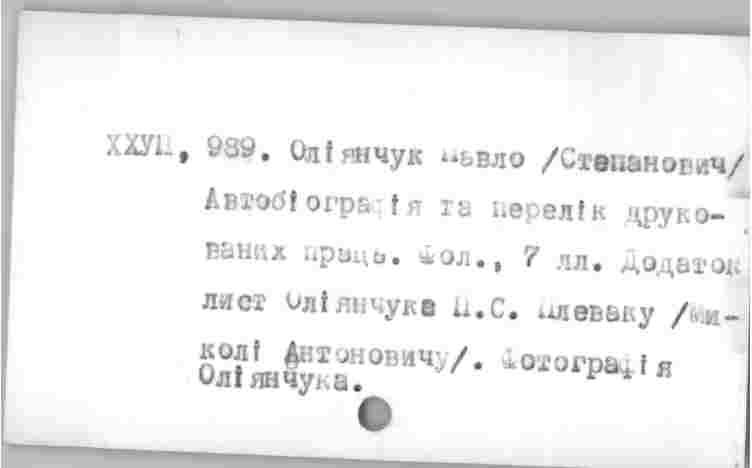 ХХУП, 989. Оліянчук Павло /Степанович/
Автобіографія та перелік друко-
ваних праць. Фол., 7 лл. Додаток
лист Оліянчука П.С. Плеваку /Ми-
колі Антоновичу/. Фотографія
Оліянчука.